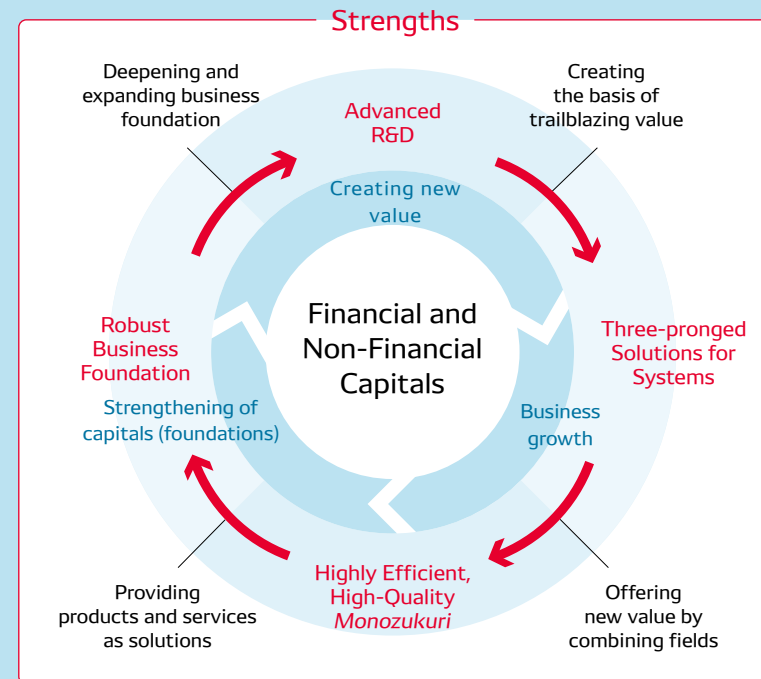 Strengths
Deepening and
expanding business
foundation
Creating
the basis of
trailblazing value
Advanced
R&D
Creating new
value
Financial and
Non-Financial
Capitals
Robust
Business
Foundation
Strengthening of
capitals (foundations)
Three-pronged
Solutions for
Systems
Business
growth
Highly Efficient,
High-Quality
Monozukuri
Providing
products and services
as solutions
Offering
new value by
combining fields